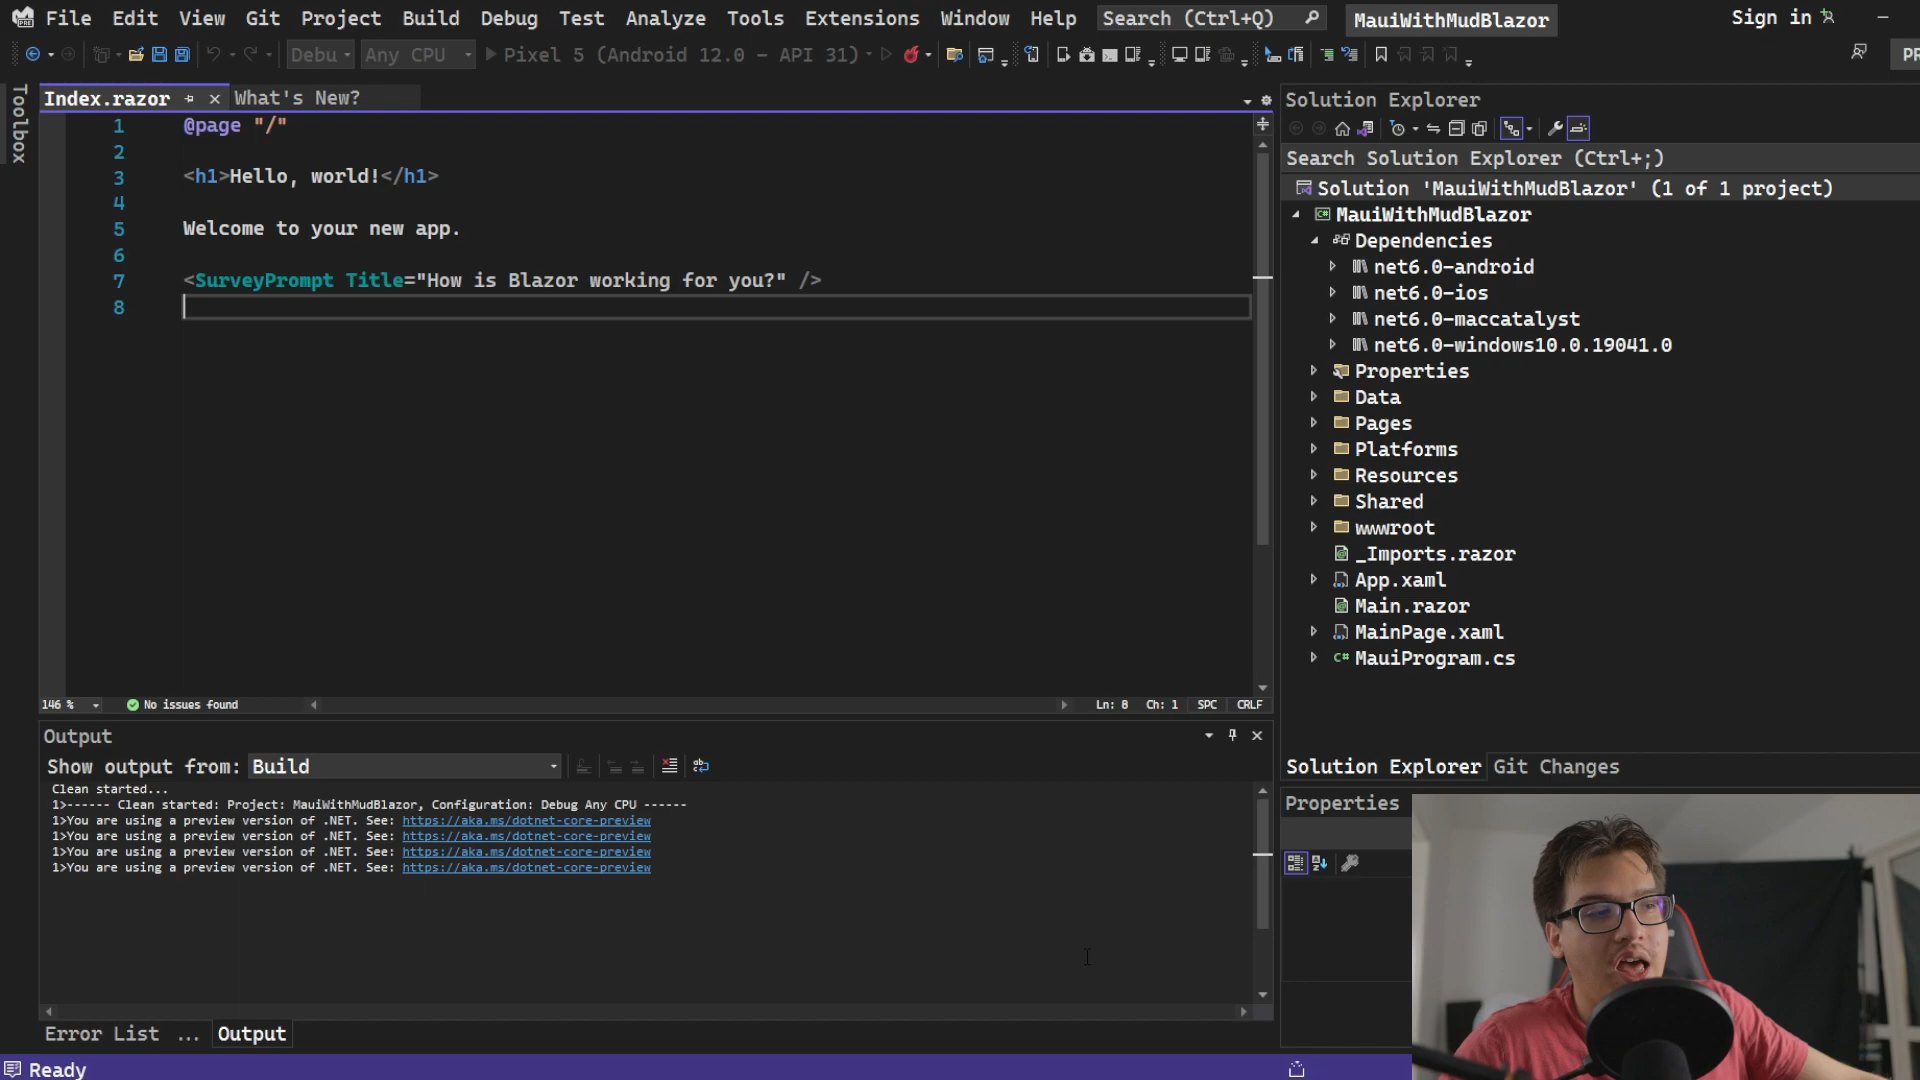 File Edit View Git Project Build Debug Test Analyze Tools Extensions Window Help Search (Ctrl+Q) MauiWithMudBlazor Sign in
Debu Any CPU Pixel 5 (Android 12.0 - API 31) PR
Toolbox
Index.razor What's New?
1 @page "/"
2
3 <h1>Hello, world!</h1>
4
5 Welcome to your new app.
6
7 <SurveyPrompt Title="How is Blazor working for you?" />
8
146 % No issues found Ln: 8 Ch: 1 SPC CRLF
Output
Show output from: Build
Clean started...
1>------ Clean started: Project: MauiWithMudBlazor, Configuration: Debug Any CPU ------
1>You are using a preview version of .NET. See: https://aka.ms/dotnet-core-preview
1>You are using a preview version of .NET. See: https://aka.ms/dotnet-core-preview
1>You are using a preview version of .NET. See: https://aka.ms/dotnet-core-preview
1>You are using a preview version of .NET. See: https://aka.ms/dotnet-core-preview
Error List ... Output
Ready
Solution Explorer
Search Solution Explorer (Ctrl+;)
Solution 'MauiWithMudBlazor' (1 of 1 project)
MauiWithMudBlazor
Dependencies
net6.0-android
net6.0-ios
net6.0-maccatalyst
net6.0-windows10.0.19041.0
Properties
Data
Pages
Platforms
Resources
Shared
wwwroot
_Imports.razor
App.xaml
Main.razor
MainPage.xaml
C# MauiProgram.cs
Solution Explorer Git Changes
Properties